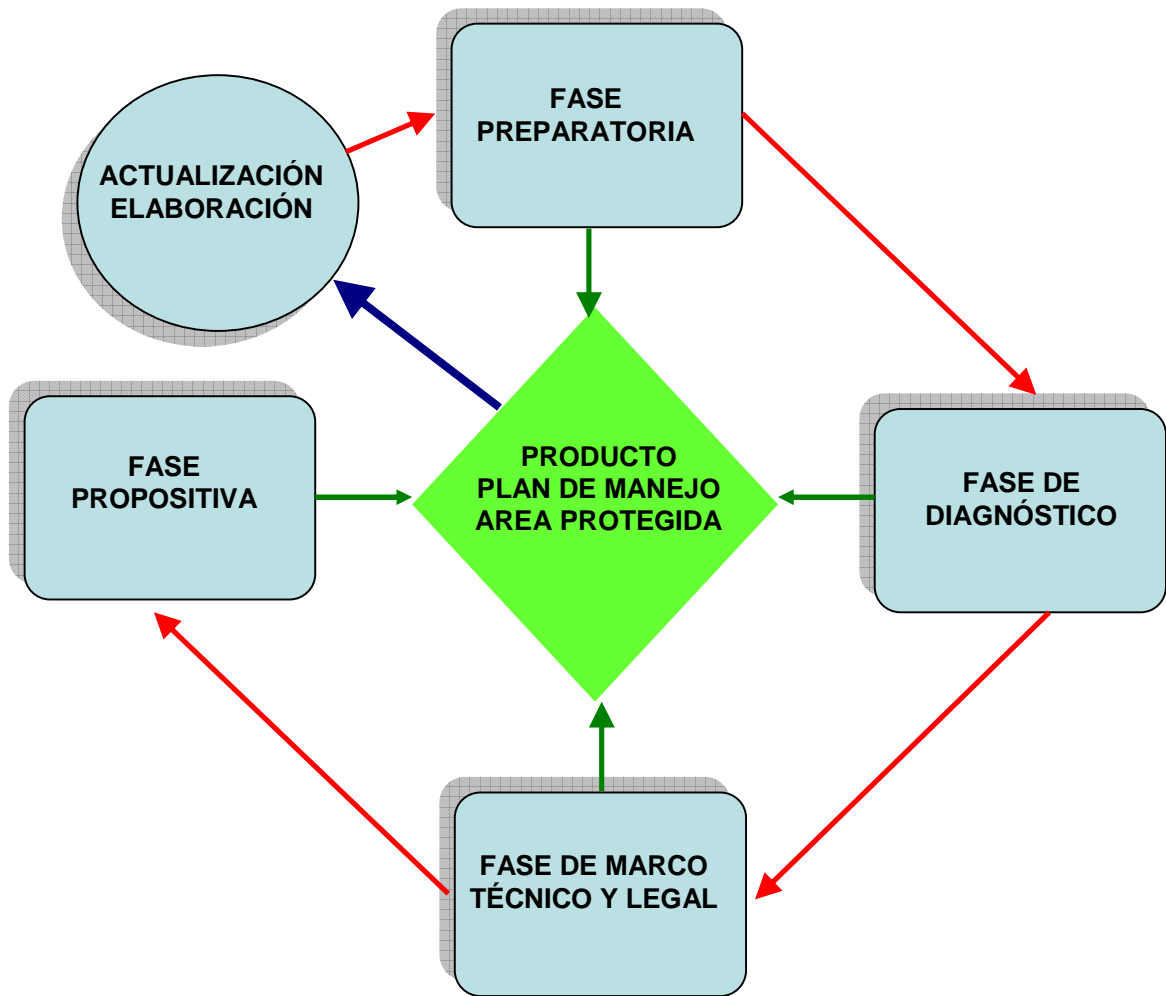 FASE
PREPARATORIA
ACTUALIZACIÓN
ELABORACIÓN
FASE
PROPOSITIVA
PRODUCTO
PLAN DE MANEJO
AREA PROTEGIDA
FASE DE
DIAGNÓSTICO
FASE DE MARCO
TÉCNICO Y LEGAL